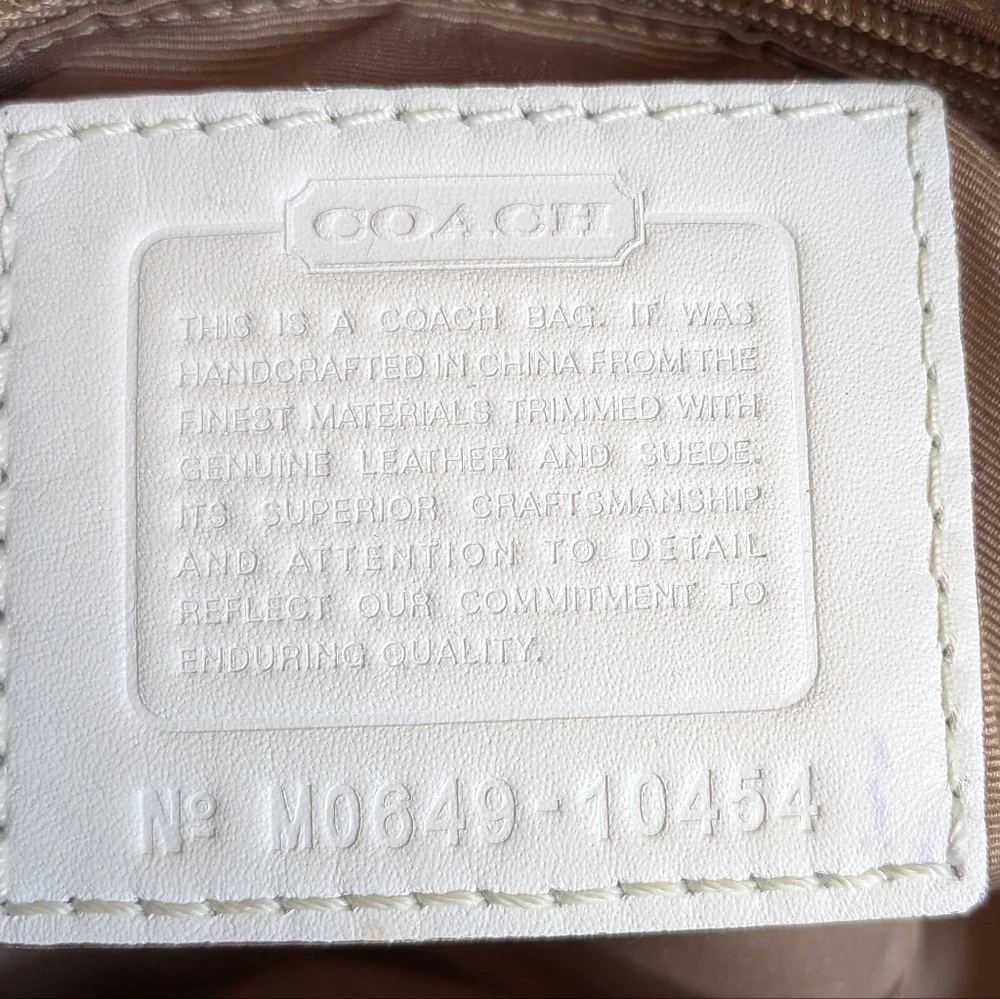 COACH
THIS IS A COACH BAG. IT WAS
HANDCRAFTED IN CHINA FROM THE
FINEST MATERIALS TRIMMED WITH
GENUINE LEATHER AND SUEDE.
ITS SUPERIOR CRAFTSMANSHIP
AND ATTENTION TO DETAIL
REFLECT OUR COMMITMENT TO
ENDURING QUALITY.
Nº M0649-10454